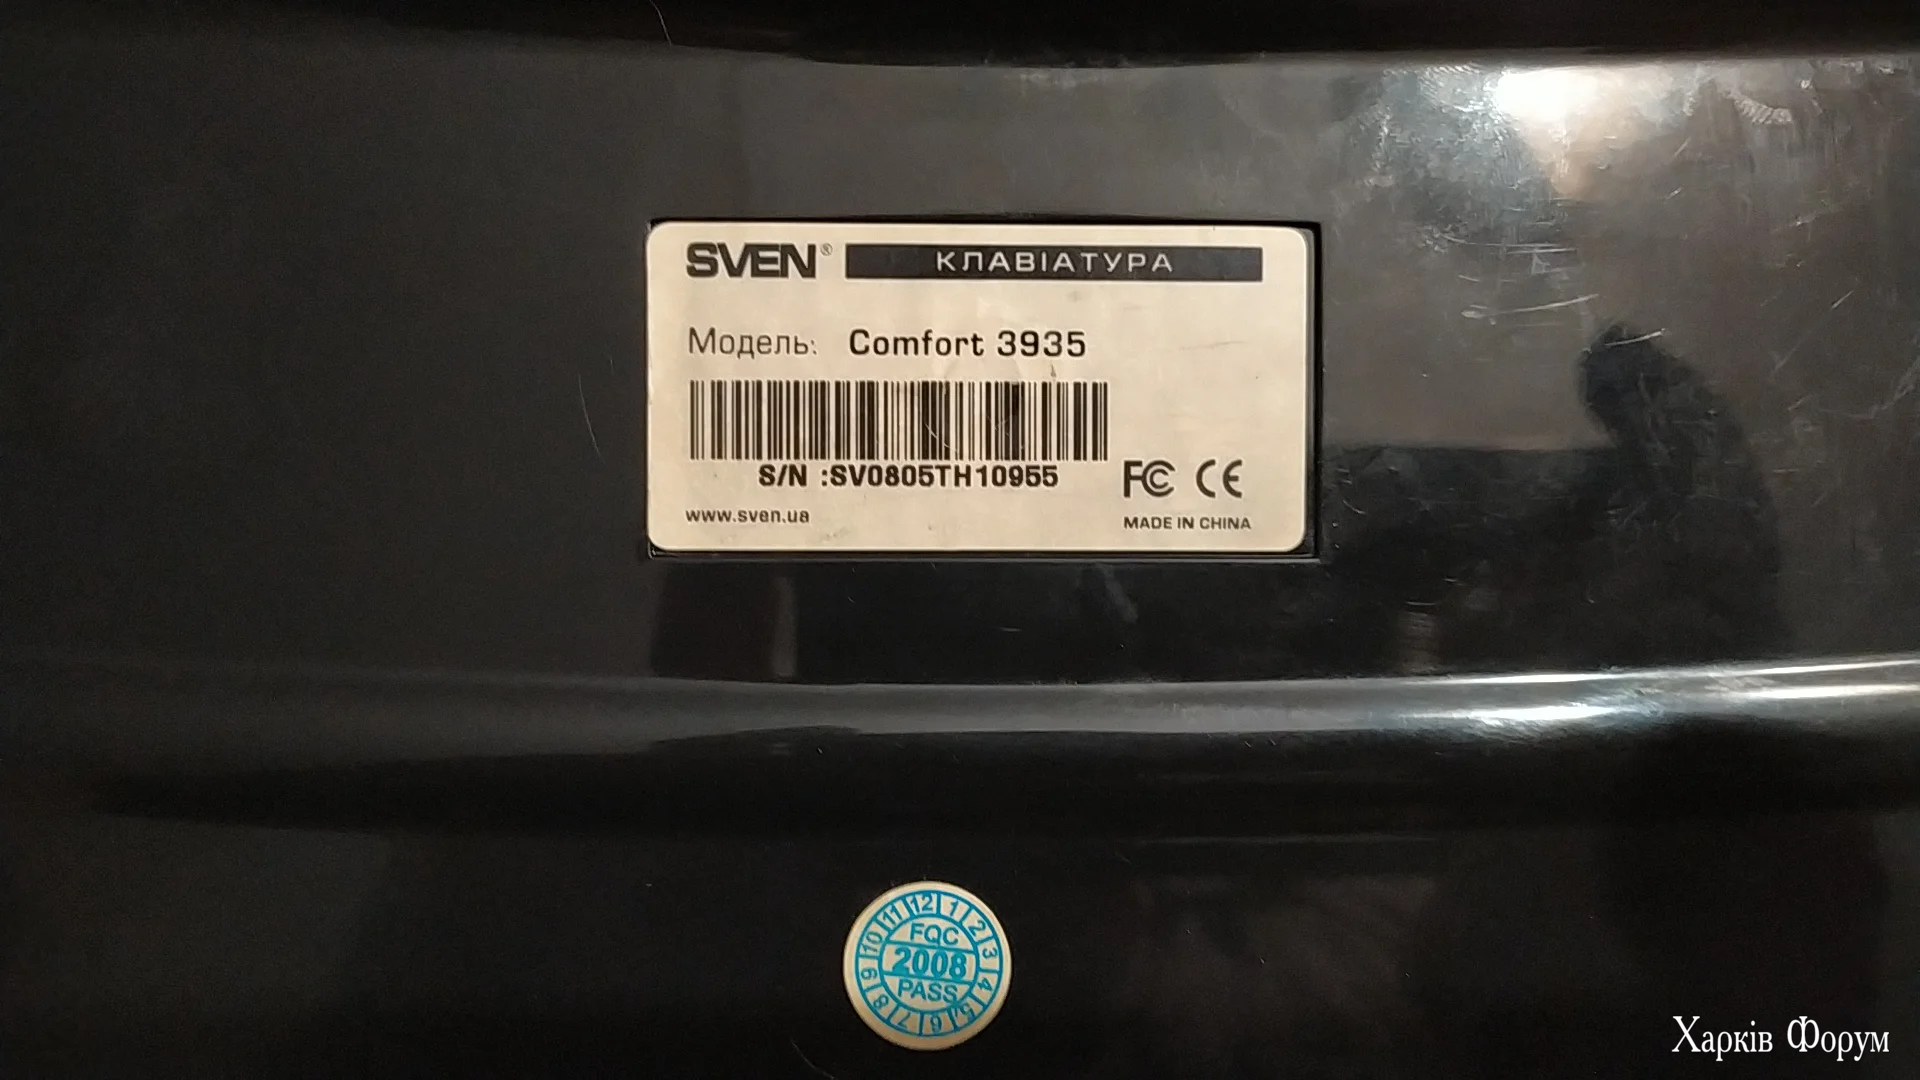 SVEN® КЛАВІАТУРА
Модель: Comfort 3935
S/N :SV0805TH10955
FC CE
www.sven.ua
MADE IN CHINA
12 1 2 3 4 5 6 7 8 9 10 11
FQC
2008
PASS
Харків Форум